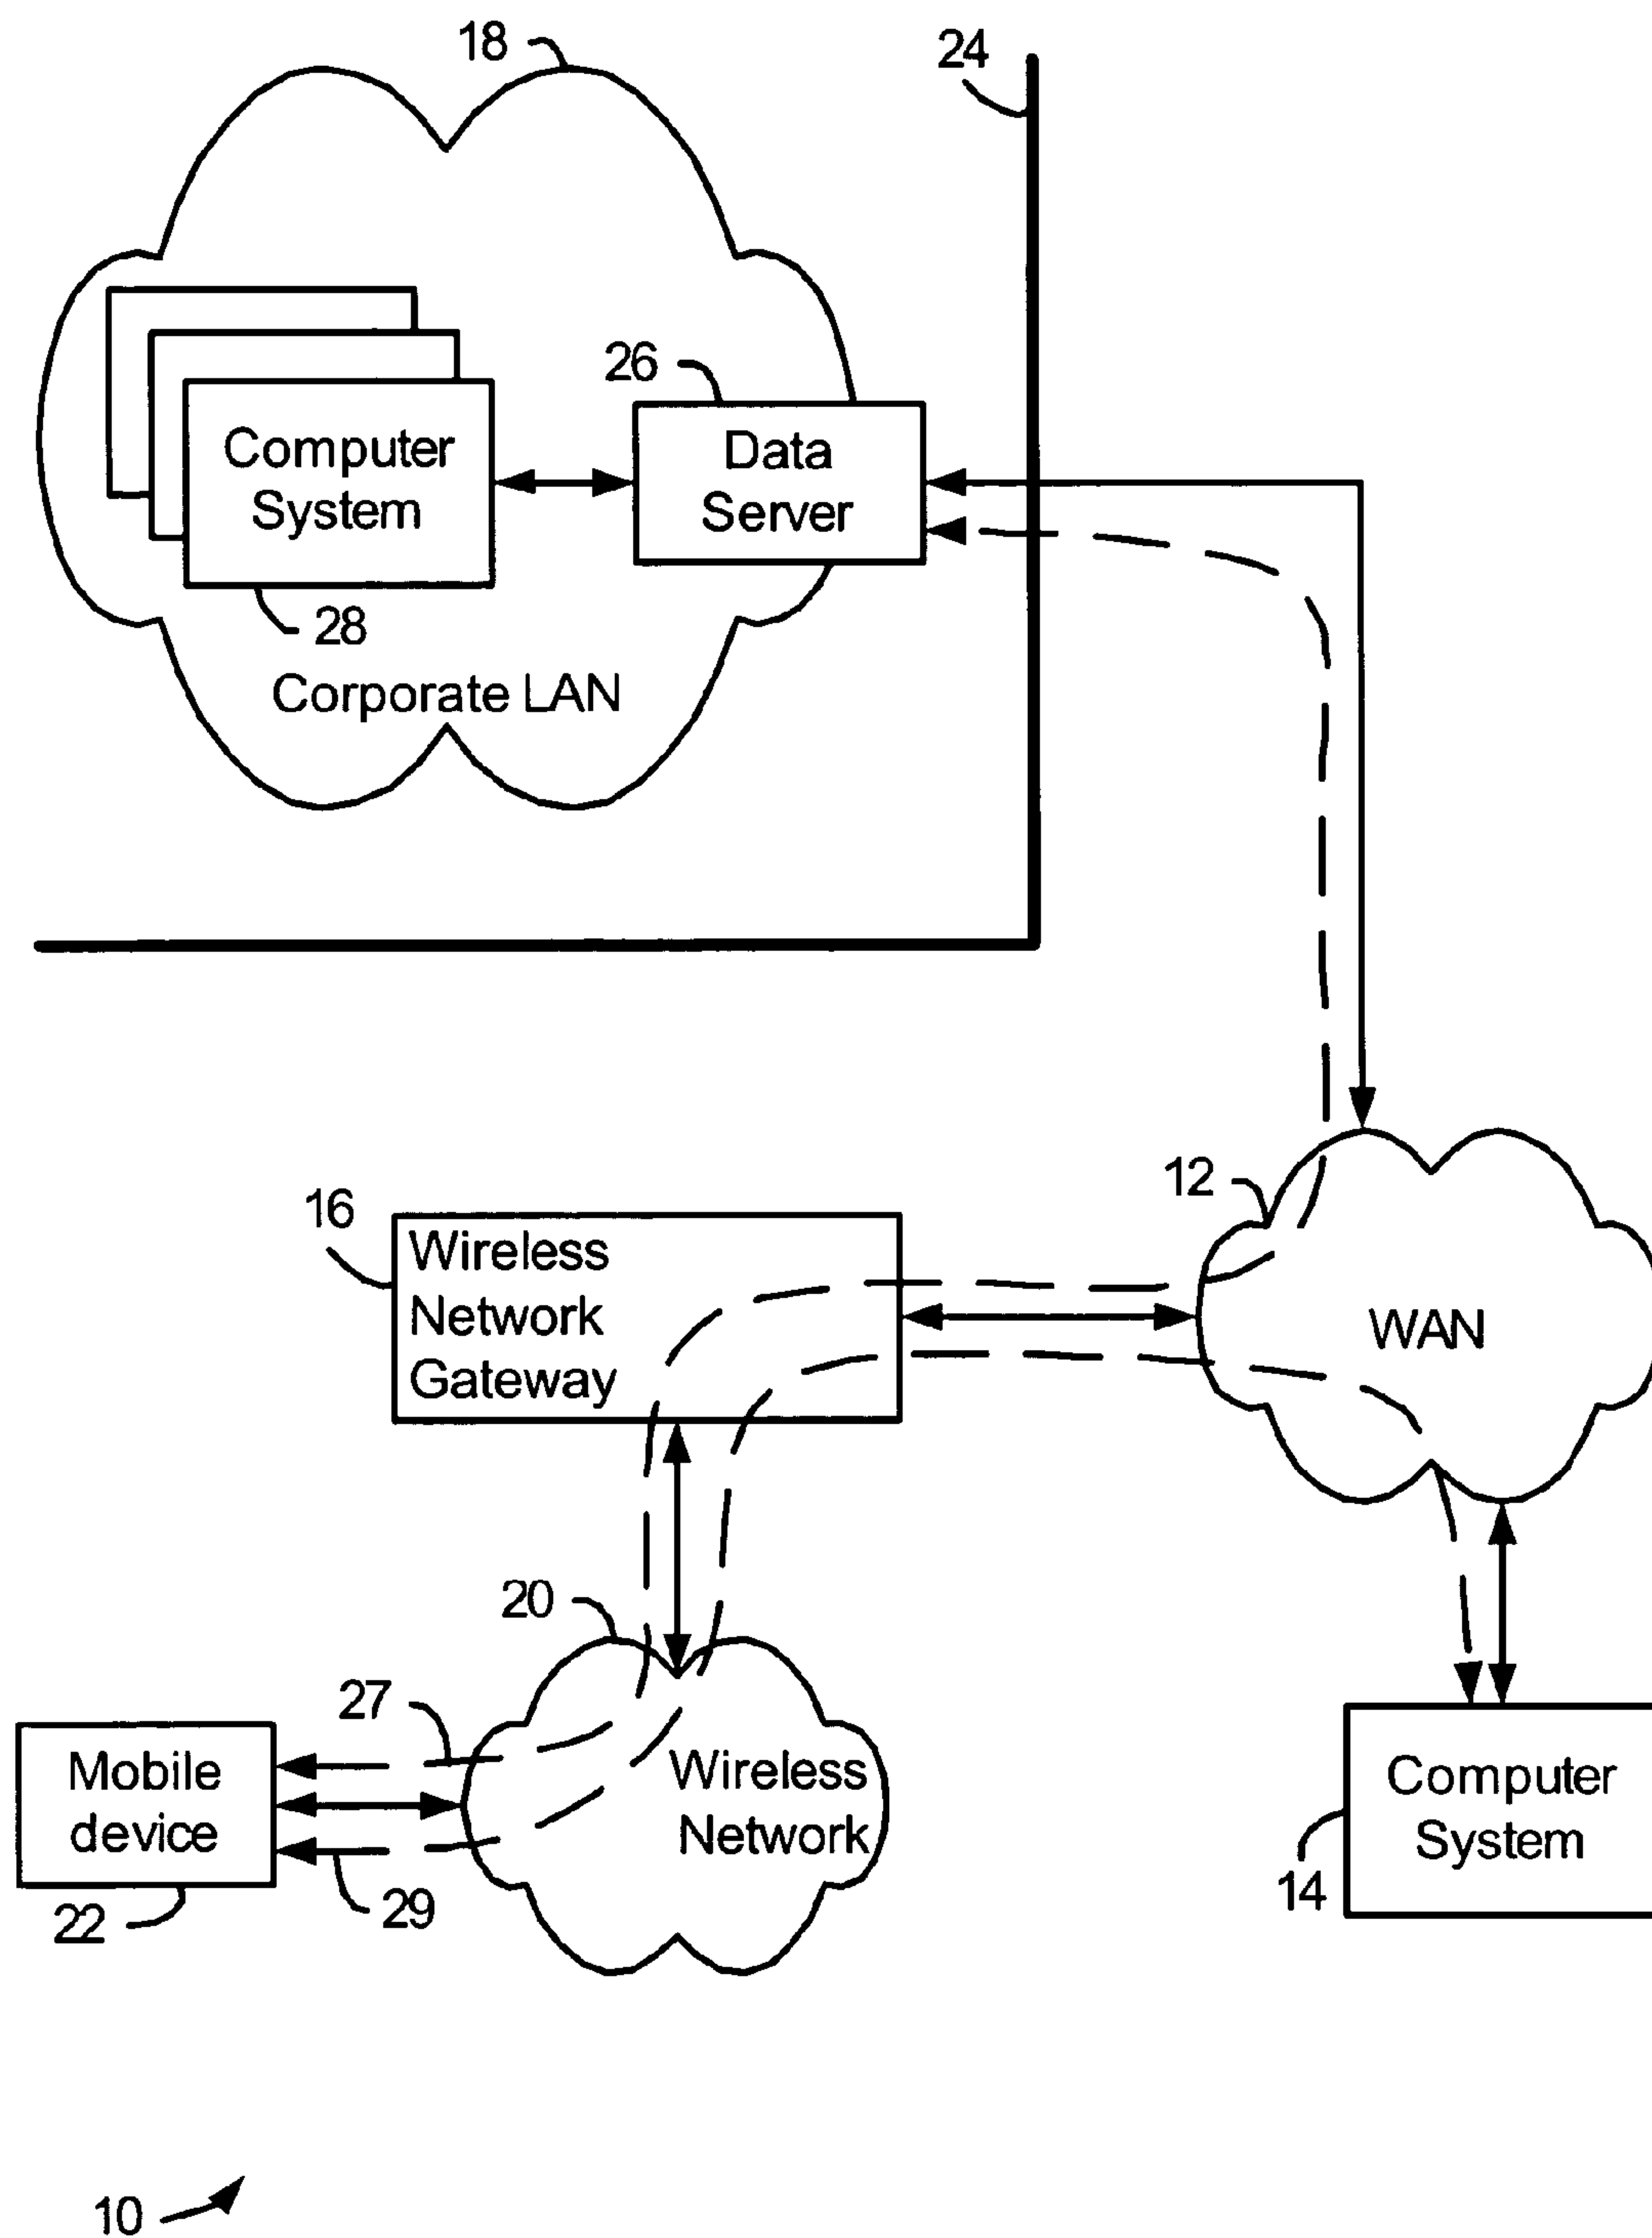 18
24
26
Computer
System
Data
Server
28
Corporate LAN
12
16
Wireless
Network
Gateway
WAN
20
27
Mobile
device
Wireless
Network
Computer
System
14
22
29
10